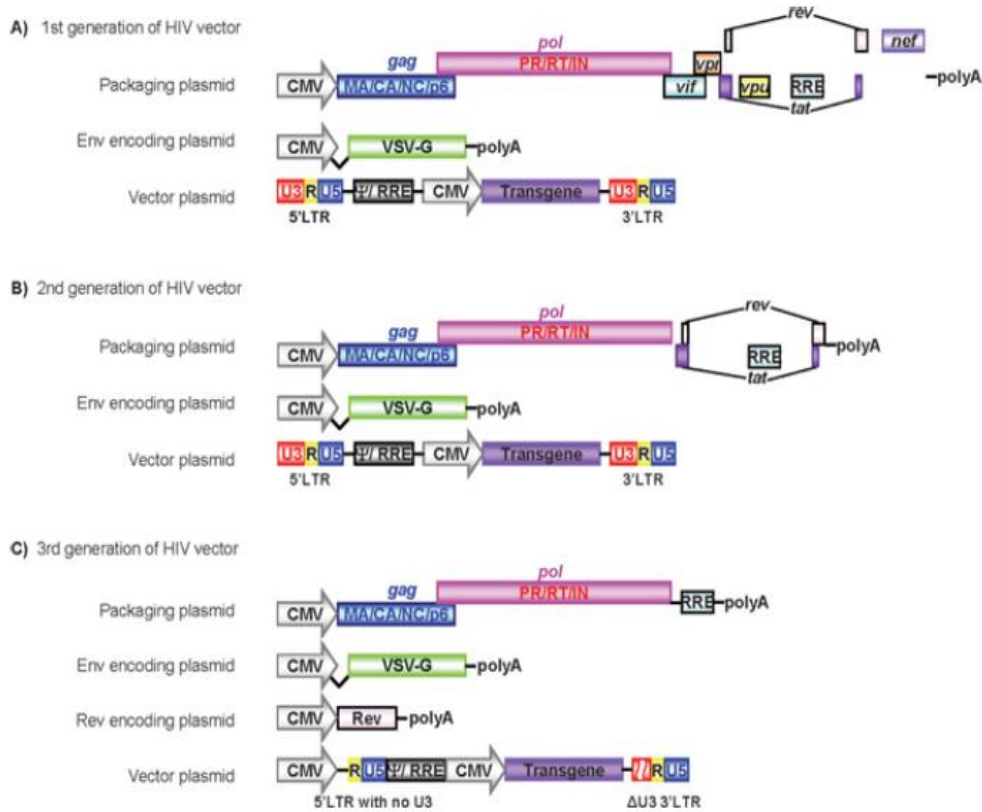 A) 1st generation of HIV vector
rev
pol
nef
gag
PR/RT/IN
vpr
Packaging plasmid
CMV
MA/CA/NC/p6
vif
vpu
RRE
polyA
tat
Env encoding plasmid
CMV
VSV-G
polyA
Vector plasmid
U3 R U5
Ψ/ RRE
CMV
Transgene
U3 R U5
5'LTR
3'LTR
B) 2nd generation of HIV vector
rev
pol
gag
PR/RT/IN
Packaging plasmid
CMV
MA/CA/NC/p6
RRE
polyA
tat
Env encoding plasmid
CMV
VSV-G
polyA
Vector plasmid
U3 R U5
Ψ/ RRE
CMV
Transgene
U3 R U5
5'LTR
3'LTR
C) 3rd generation of HIV vector
pol
gag
PR/RT/IN
Packaging plasmid
CMV
MA/CA/NC/p6
RRE
polyA
Env encoding plasmid
CMV
VSV-G
polyA
Rev encoding plasmid
CMV
Rev
polyA
Vector plasmid
CMV
R U5
Ψ/ RRE
CMV
Transgene
R U5
5'LTR with no U3
ΔU3 3'LTR